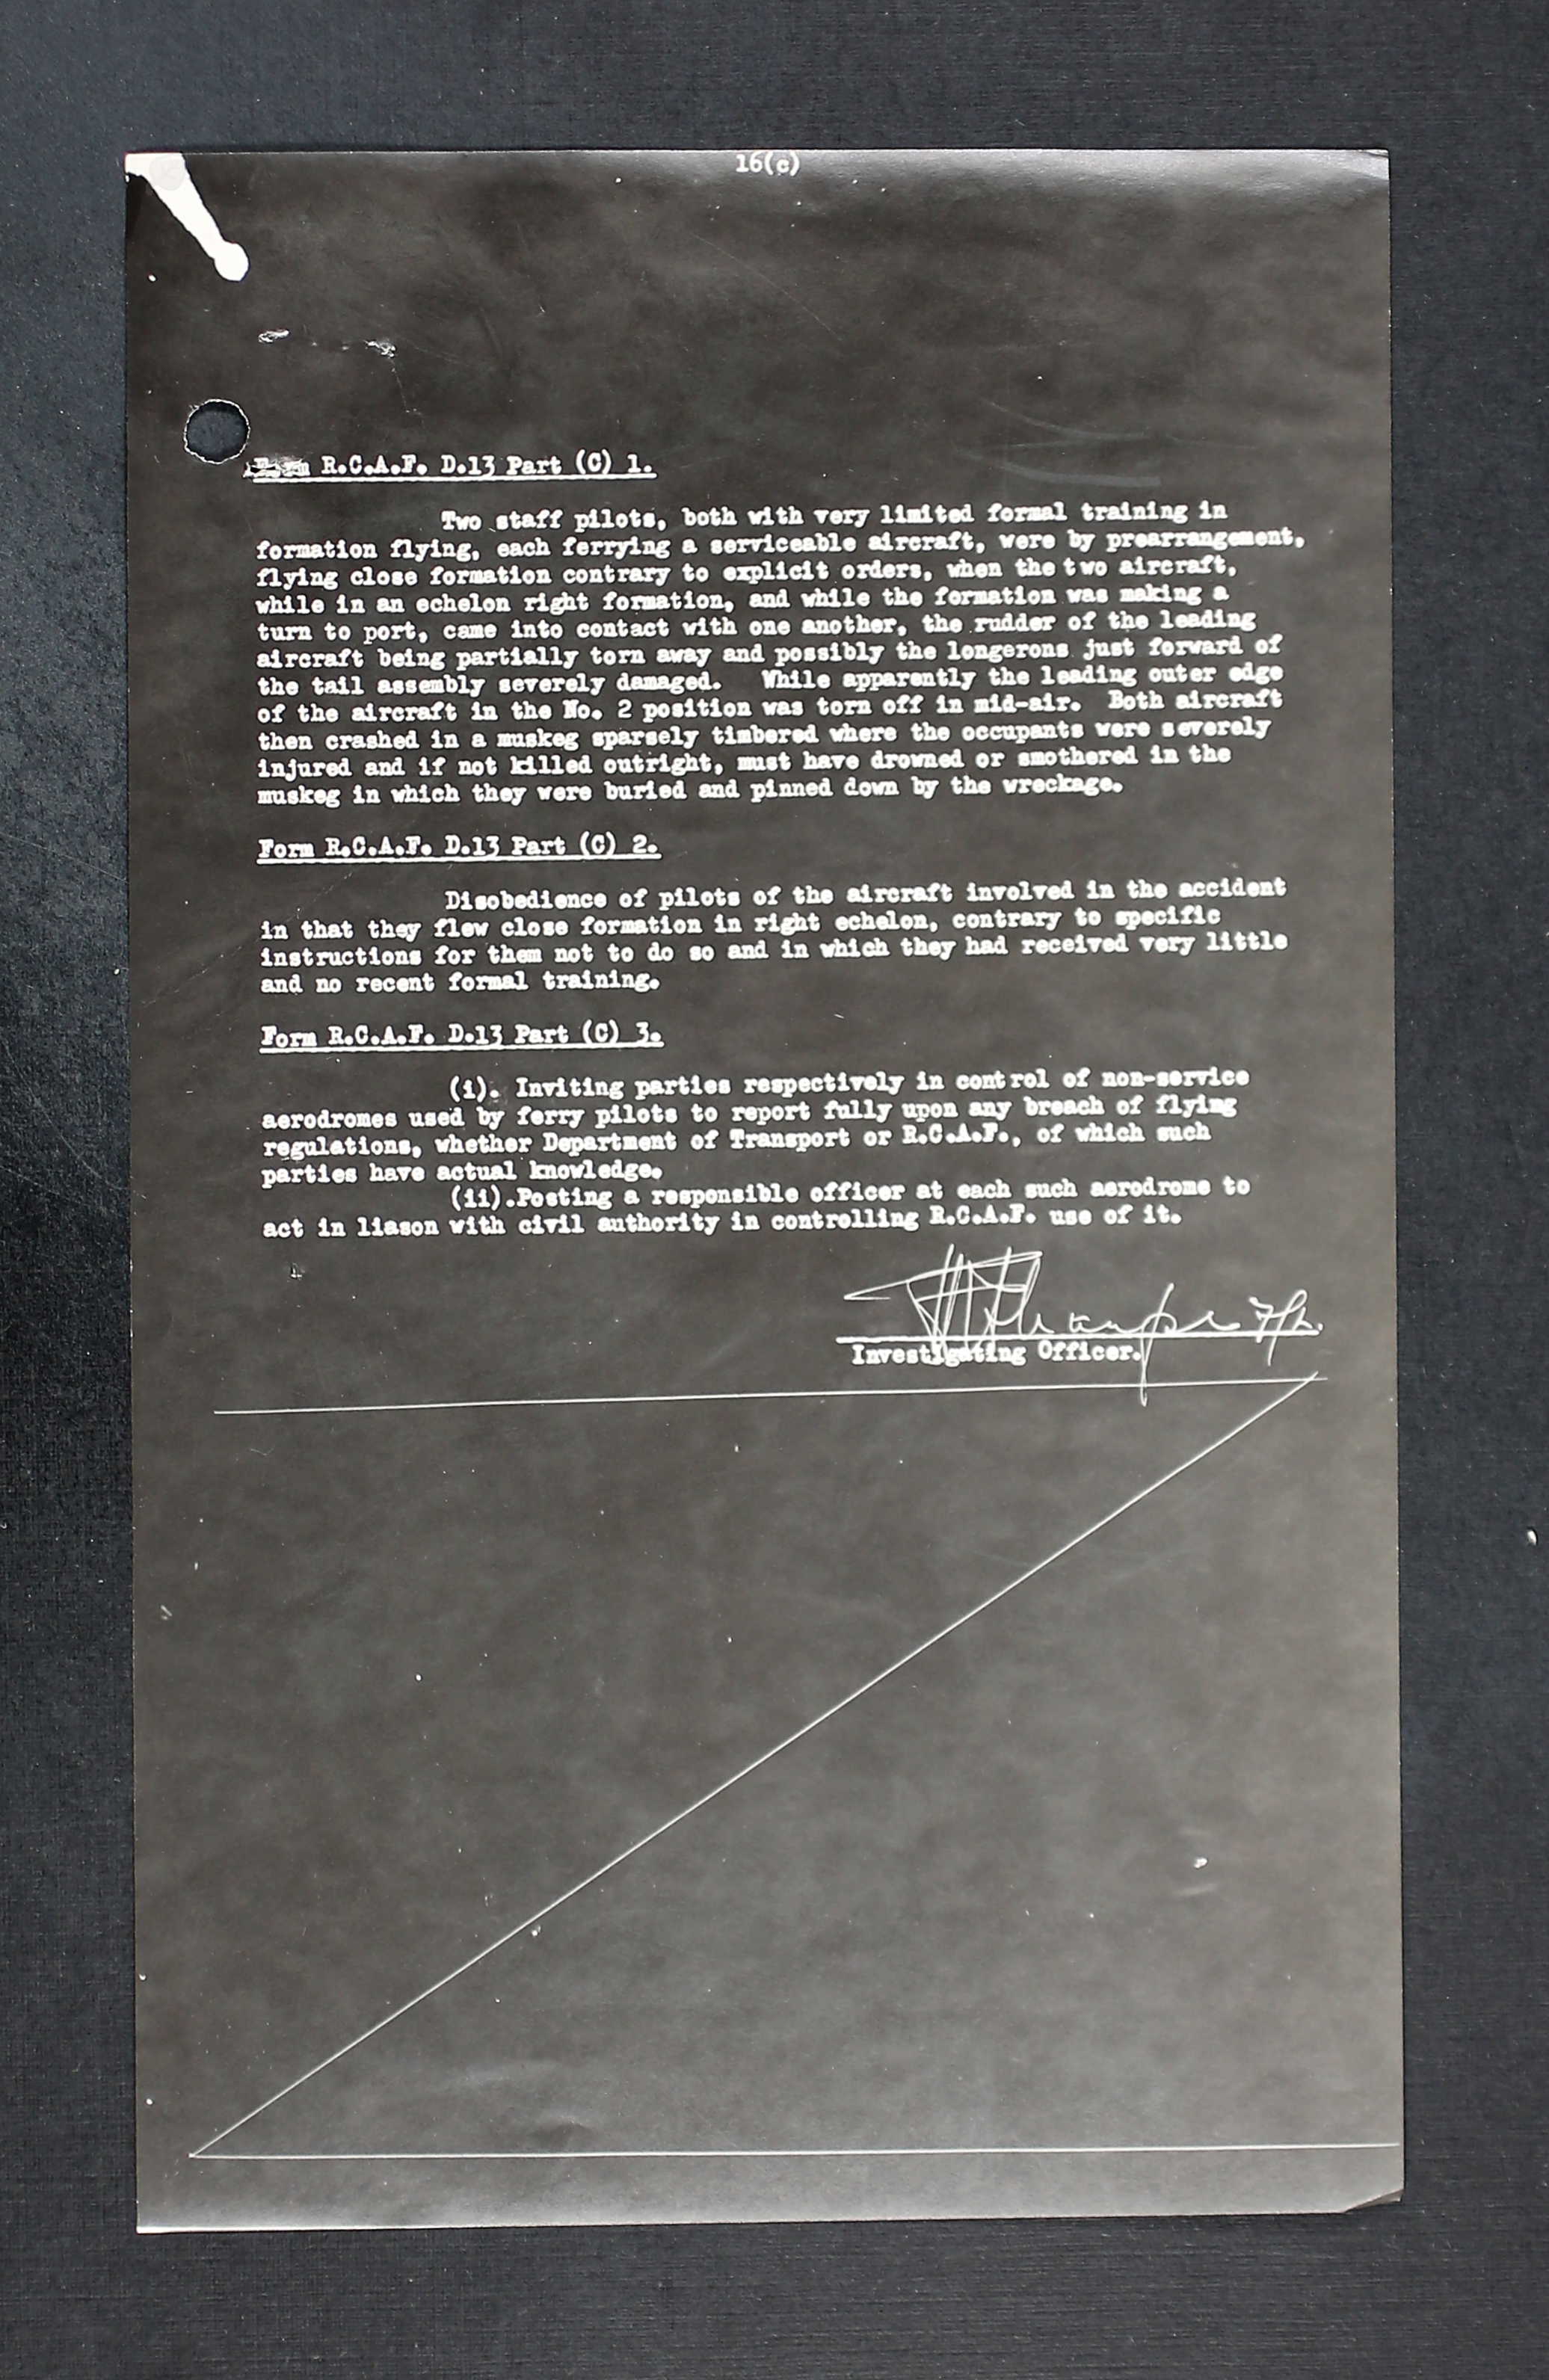 16(c)
Form R.C.A.F. D.13 Part (C) 1.
Two staff pilots, both with very limited formal training in
formation flying, each ferrying a serviceable aircraft, were by prearrangement,
flying close formation contrary to explicit orders, when the two aircraft,
while in an echelon right formation, and while the formation was making a
turn to port, came into contact with one another, the rudder of the leading
aircraft being partially torn away and possibly the longerons just forward of
the tail assembly severely damaged. While apparently the leading outer edge
of the aircraft in the No. 2 position was torn off in mid-air. Both aircraft
then crashed in a muskeg sparsely timbered where the occupants were severely
injured and if not killed outright, must have drowned or smothered in the
muskeg in which they were buried and pinned down by the wreckage.
Form R.C.A.F. D.13 Part (C) 2.
Disobedience of pilots of the aircraft involved in the accident
in that they flew close formation in right echelon, contrary to specific
instructions for them not to do so and in which they had received very little
and no recent formal training.
Form R.C.A.F. D.13 Part (C) 3.
(i). Inviting parties respectively in control of non-service
aerodromes used by ferry pilots to report fully upon any breach of flying
regulations, whether Department of Transport or R.C.A.F., of which such
parties have actual knowledge.
(ii).Posting a responsible officer at each such aerodrome to
act in liason with civil authority in controlling R.C.A.F. use of it.
F/L.
Investigating Officer.